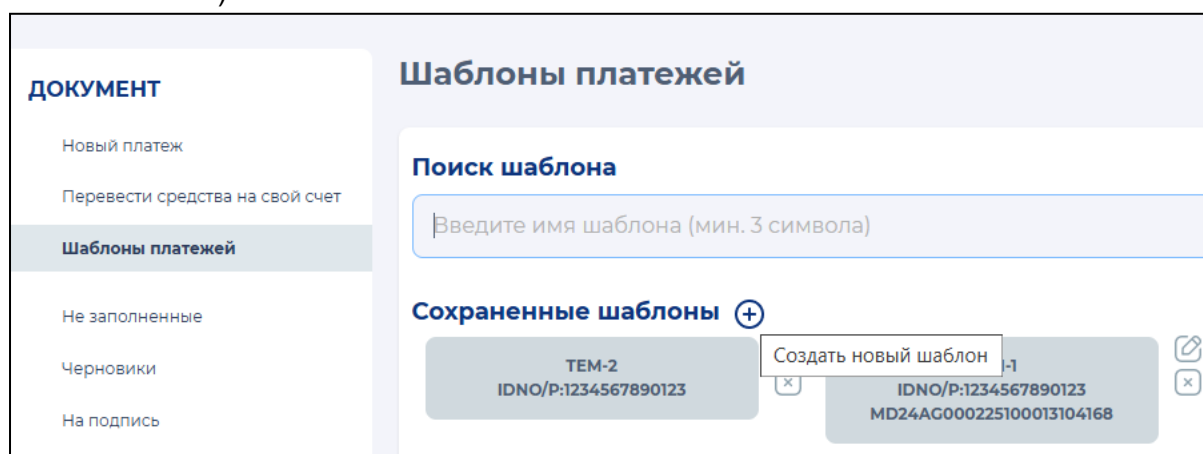 ДОКУМЕНТ
Новый платеж
Перевести средства на свой счет
Шаблоны платежей
Не заполненные
Черновики
На подпись
Шаблоны платежей
Поиск шаблона
Введите имя шаблона (мин. 3 символа)
Сохраненные шаблоны
Создать новый шаблон
TEM-2
IDNO/P:1234567890123
-1
IDNO/P:1234567890123
MD24AG000225100013104168